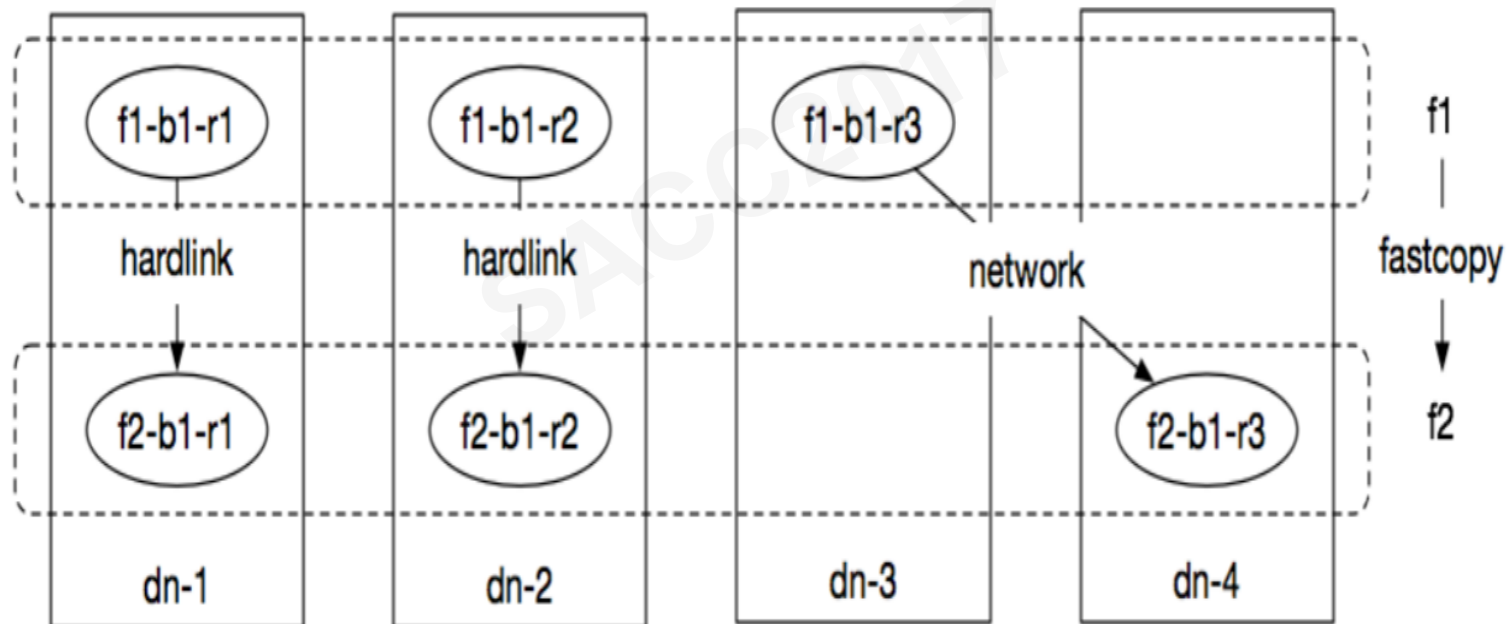 f1-b1-r1 f1-b1-r2 f1-b1-r3 f1
hardlink hardlink network fastcopy
f2-b1-r1 f2-b1-r2 f2-b1-r3 f2
dn-1 dn-2 dn-3 dn-4
SACC2017